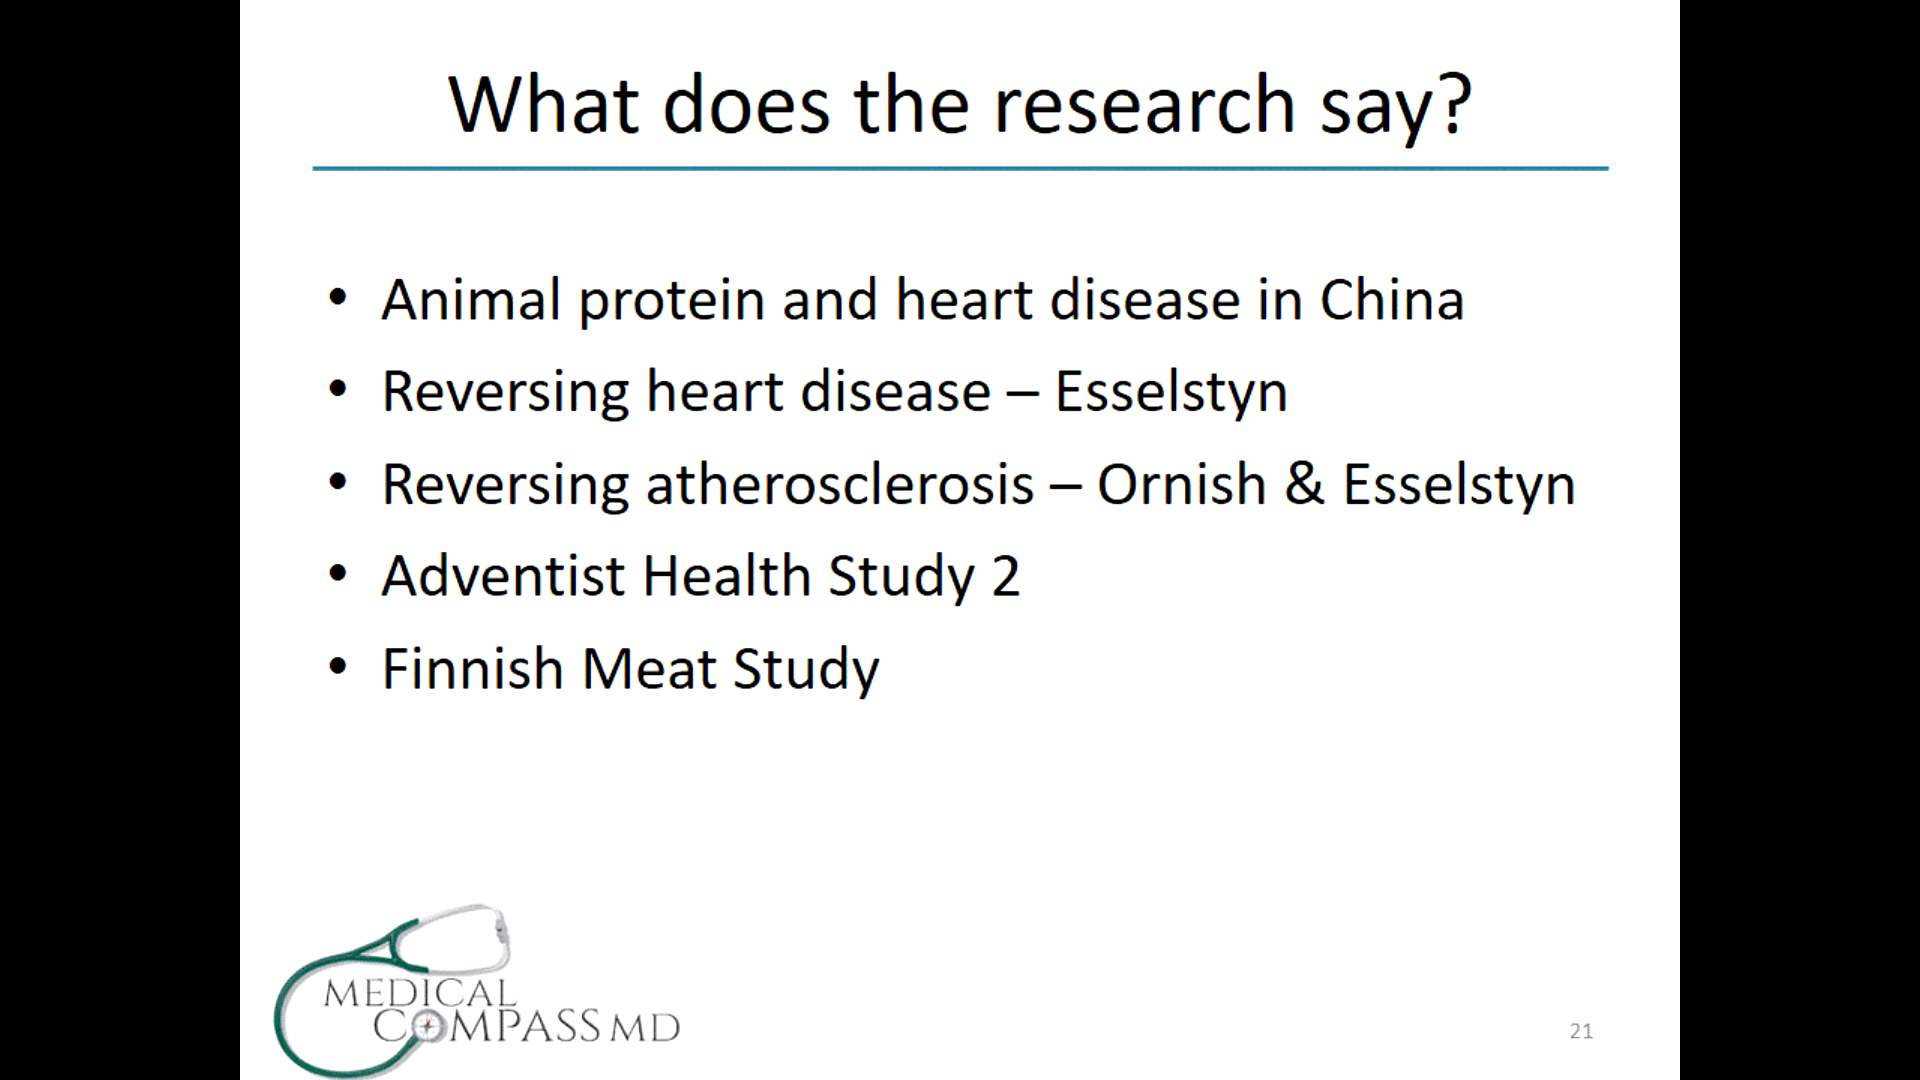 What does the research say?
• Animal protein and heart disease in China
• Reversing heart disease – Esselstyn
• Reversing atherosclerosis – Ornish & Esselstyn
• Adventist Health Study 2
• Finnish Meat Study
MEDICAL
COMPASS MD
21